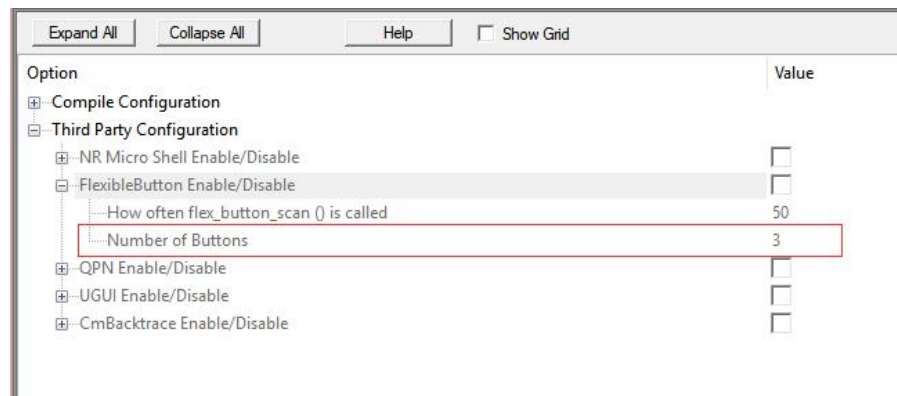 Expand All Collapse All Help Show Grid
Option Value
Compile Configuration
Third Party Configuration
NR Micro Shell Enable/Disable
FlexibleButton Enable/Disable
How often flex_button_scan () is called 50
Number of Buttons 3
QPN Enable/Disable
UGUI Enable/Disable
CmBacktrace Enable/Disable